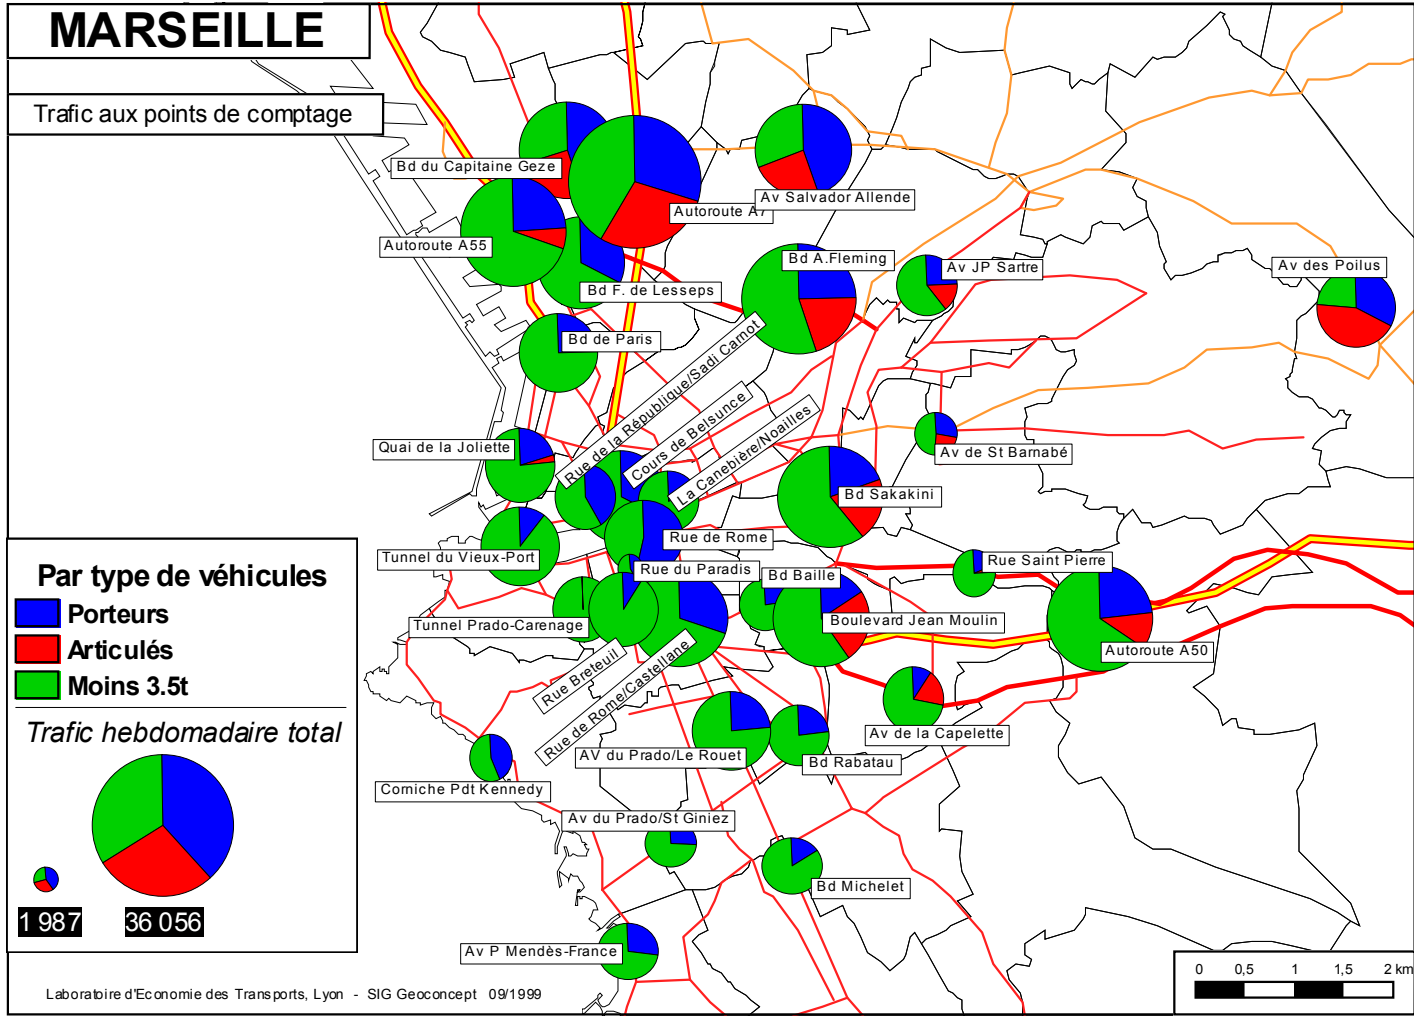 MARSEILLE
Trafic aux points de comptage
Bd du Capitaine Geze
Av Salvador Allende
Autoroute A7
Autoroute A55
Bd A.Fleming
Av JP Sartre
Av des Poilus
Bd F. de Lesseps
Bd de Paris
Rue de la République/Sadi Carnot
Cours de Belsunce
La Canebière/Noailles
Quai de la Joliette
Av de St Barnabé
Bd Sakakini
Rue de Rome
Tunnel du Vieux-Port
Rue du Paradis
Bd Baille
Rue Saint Pierre
Tunnel Prado-Carenage
Boulevard Jean Moulin
Autoroute A50
Rue Breteuil
Rue de Rome/Castellane
Av de la Capelette
AV du Prado/Le Rouet
Bd Rabatau
Corniche Pdt Kennedy
Av du Prado/St Giniez
Bd Michelet
Av P Mendès-France
Par type de véhicules
Porteurs
Articulés
Moins 3.5t
Trafic hebdomadaire total
1 987 36 056
Laboratoire d'Economie des Transports, Lyon - SIG Geoconcept 09/1999
0 0,5 1 1,5 2 km